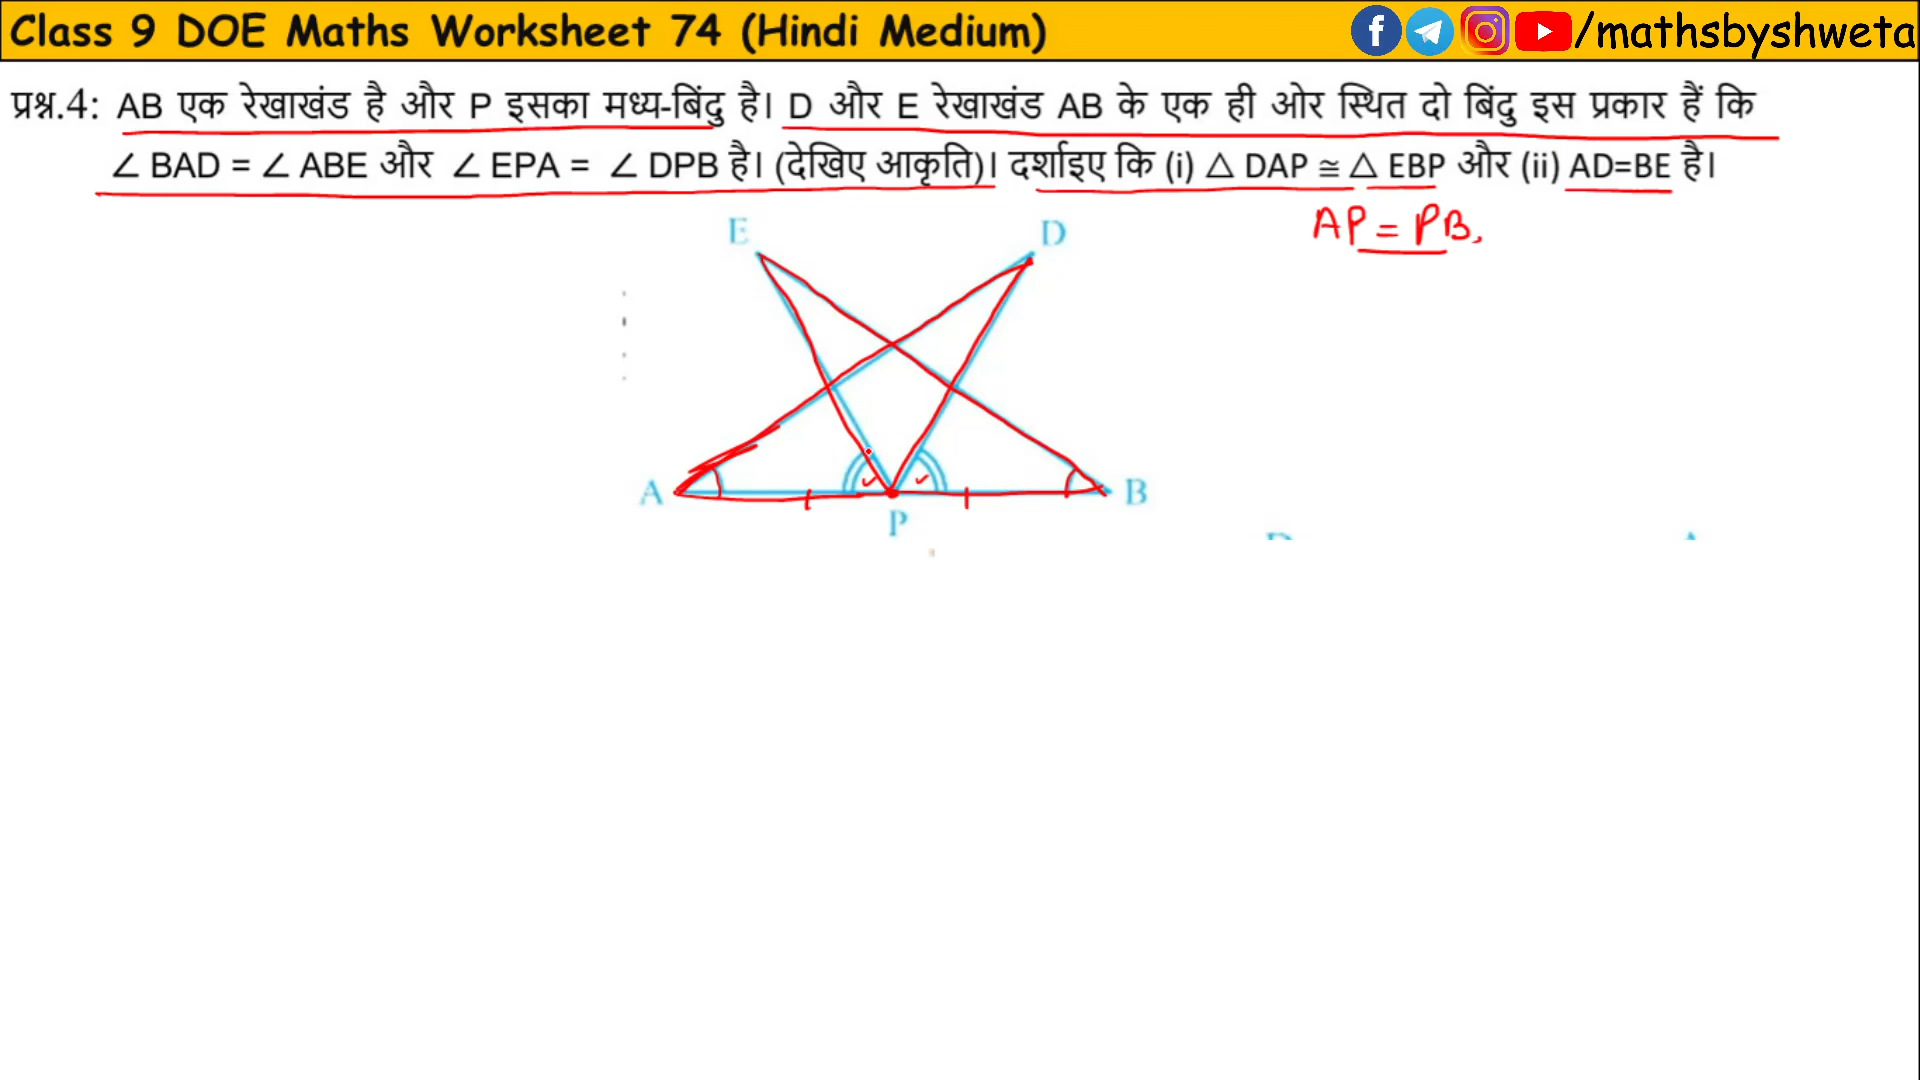 Class 9 DOE Maths Worksheet 74 (Hindi Medium)
/mathsbyshweta
प्रश्न.4: AB एक रेखाखंड है और P इसका मध्य-बिंदु है। D और E रेखाखंड AB के एक ही ओर स्थित दो बिंदु इस प्रकार हैं कि
∠ BAD = ∠ ABE और ∠ EPA = ∠ DPB है। (देखिए आकृति)। दर्शाइए कि (i) △ DAP ≅ △ EBP और (ii) AD=BE है।
AP = PB,
E
D
A
B
P